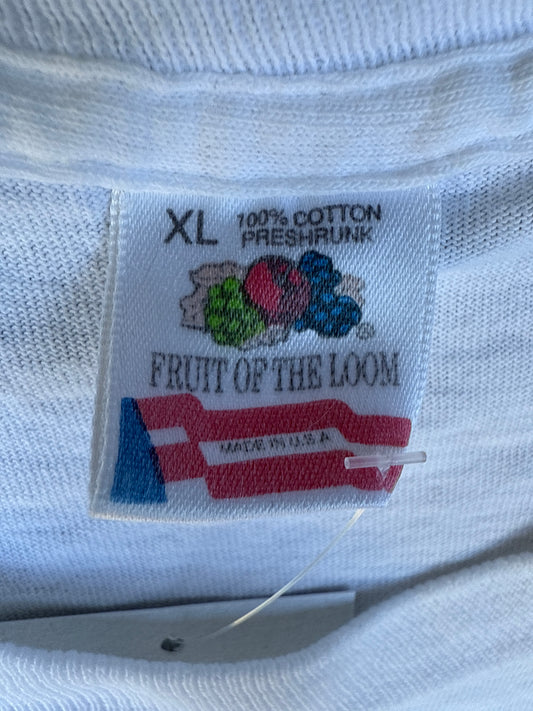 XL 100% COTTON
PRESHRUNK
®
FRUIT OF THE LOOM
MADE IN U.S.A